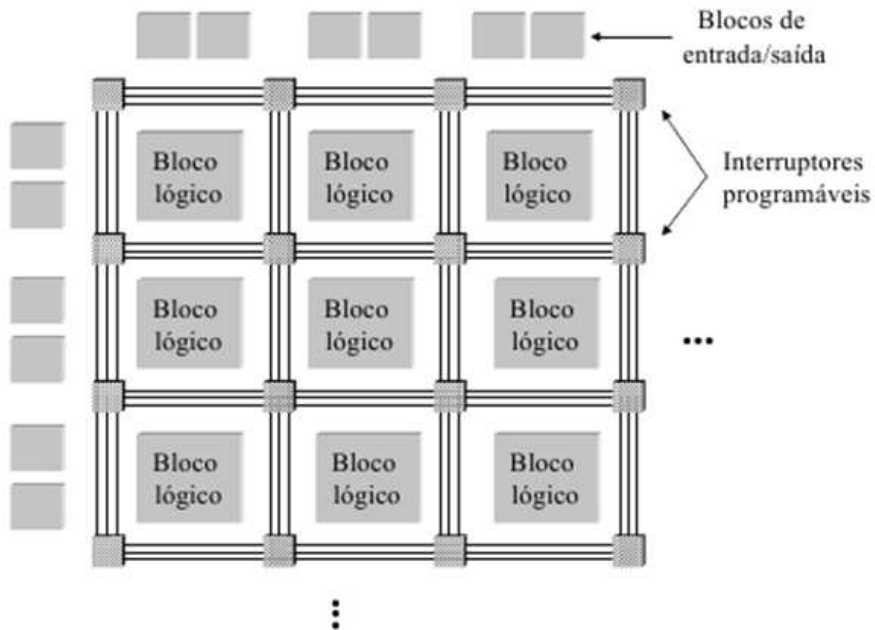 Blocos de
entrada/saída
Interruptores
programáveis
Bloco
lógico
Bloco
lógico
Bloco
lógico
Bloco
lógico
Bloco
lógico
Bloco
lógico
Bloco
lógico
Bloco
lógico
Bloco
lógico